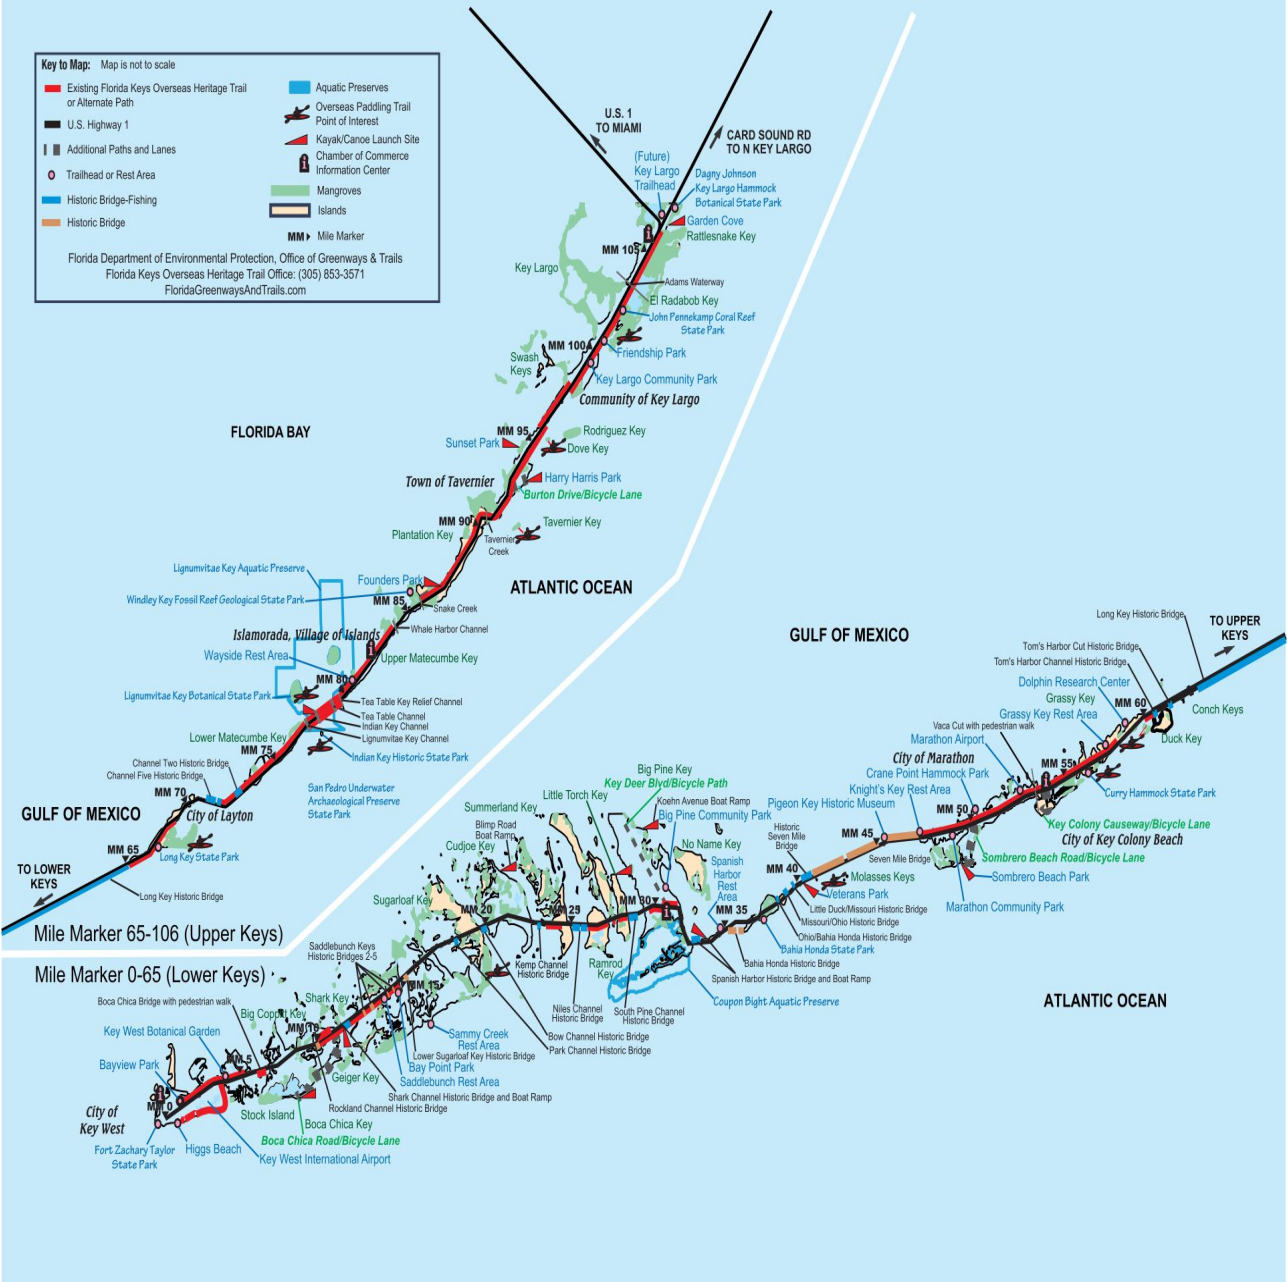 Key to Map: Map is not to scale
Existing Florida Keys Overseas Heritage Trail
or Alternate Path
U.S. Highway 1
Additional Paths and Lanes
Trailhead or Rest Area
Historic Bridge-Fishing
Historic Bridge
Aquatic Preserves
Overseas Paddling Trail
Point of Interest
Kayak/Canoe Launch Site
Chamber of Commerce
Information Center
Mangroves
Islands
MM Mile Marker
Florida Department of Environmental Protection, Office of Greenways & Trails
Florida Keys Overseas Heritage Trail Office: (305) 853-3571
FloridaGreenwaysAndTrails.com
U.S. 1
TO MIAMI
CARD SOUND RD
TO N KEY LARGO
(Future)
Key Largo
Trailhead
Dagny Johnson
Key Largo Hammock
Botanical State Park
Garden Cove
Rattlesnake Key
MM 105
Key Largo
Adams Waterway
El Radabob Key
John Pennekamp Coral Reef
State Park
MM 100
Friendship Park
Swash
Keys
Key Largo Community Park
Community of Key Largo
FLORIDA BAY
MM 95
Rodriguez Key
Sunset Park
Dove Key
Town of Tavernier
Harry Harris Park
Burton Drive/Bicycle Lane
MM 90
Tavernier Key
Plantation Key
Tavernier
Creek
Lignumvitae Key Aquatic Preserve
Founders Park
ATLANTIC OCEAN
Windley Key Fossil Reef Geological State Park
MM 85
Snake Creek
Whale Harbor Channel
Islamorada, Village of Islands
Wayside Rest Area
Upper Matecumbe Key
MM 80
Lignumvitae Key Botanical State Park
Tea Table Key Relief Channel
Tea Table Channel
Indian Key Channel
Lignumvitae Key Channel
Lower Matecumbe Key
MM 75
Indian Key Historic State Park
Channel Two Historic Bridge
Channel Five Historic Bridge
San Pedro Underwater
Archaeological Preserve
State Park
MM 70
GULF OF MEXICO
City of Layton
MM 65
Long Key State Park
TO LOWER
KEYS
Long Key Historic Bridge
Mile Marker 65-106 (Upper Keys)
Mile Marker 0-65 (Lower Keys)
GULF OF MEXICO
Long Key Historic Bridge
TO UPPER
KEYS
Tom's Harbor Cut Historic Bridge
Tom's Harbor Channel Historic Bridge
Dolphin Research Center
Grassy Key
MM 60
Grassy Key Rest Area
Conch Keys
Vaca Cut with pedestrian walk
Duck Key
Marathon Airport
City of Marathon
MM 55
Crane Point Hammock Park
Curry Hammock State Park
Knight's Key Rest Area
Pigeon Key Historic Museum
MM 50
Key Colony Causeway/Bicycle Lane
City of Key Colony Beach
Historic
Seven Mile
Bridge
MM 45
Seven Mile Bridge
Sombrero Beach Road/Bicycle Lane
MM 40
Molasses Keys
Sombrero Beach Park
Veterans Park
Marathon Community Park
Little Duck/Missouri Historic Bridge
Missouri/Ohio Historic Bridge
Ohio/Bahia Honda Historic Bridge
Bahia Honda State Park
Big Pine Key
Key Deer Blvd/Bicycle Path
Koehn Avenue Boat Ramp
Big Pine Community Park
No Name Key
Spanish
Harbor
Rest
Area
MM 35
Bahia Honda Historic Bridge
Spanish Harbor Historic Bridge and Boat Ramp
Coupon Bight Aquatic Preserve
Little Torch Key
Summerland Key
Blimp Road
Boat Ramp
Cudjoe Key
MM 30
MM 25
Sugarloaf Key
MM 20
Saddlebunch Keys
Historic Bridges 2-5
Kemp Channel
Historic Bridge
Ramrod
Key
MM 15
Niles Channel
Historic Bridge
South Pine Channel
Historic Bridge
Boca Chica Bridge with pedestrian walk
Shark Key
Big Coppitt Key
MM 10
Sammy Creek
Rest Area
Bow Channel Historic Bridge
Park Channel Historic Bridge
Lower Sugarloaf Key Historic Bridge
Key West Botanical Garden
Bay Point Park
Bayview Park
MM 5
Geiger Key
Saddlebunch Rest Area
Shark Channel Historic Bridge and Boat Ramp
Rockland Channel Historic Bridge
MM 0
City of
Key West
Stock Island
Boca Chica Key
Boca Chica Road/Bicycle Lane
Fort Zachary Taylor
State Park
Higgs Beach
Key West International Airport
ATLANTIC OCEAN